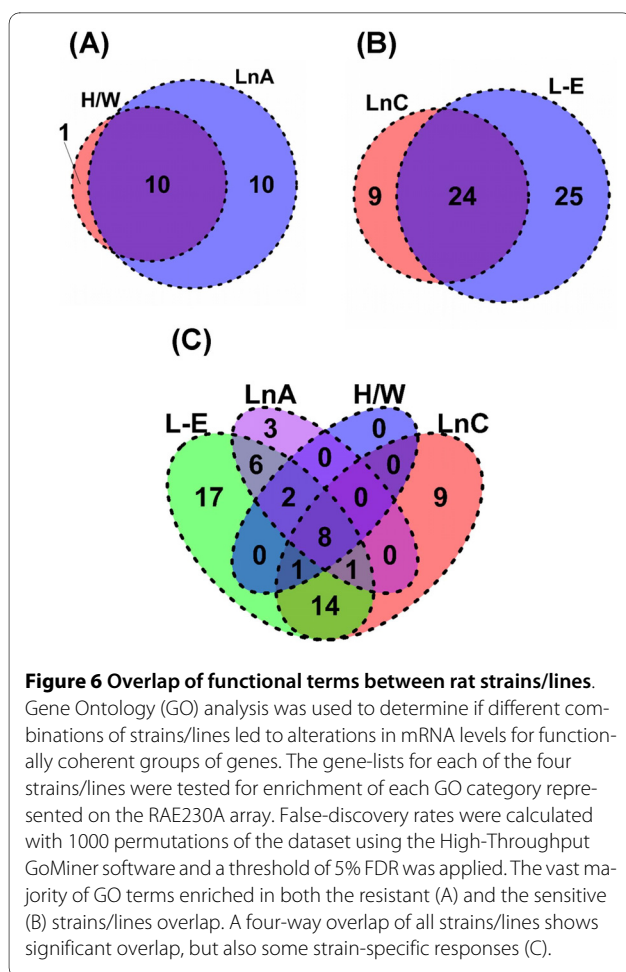 (A)
(B)
LnA
H/W
1
10
10
L-E
LnC
9
24
25
(C)
LnA
H/W
L-E
LnC
3
0
6
0
0
17
2
0
9
8
0
0
1
1
14
Figure 6 Overlap of functional terms between rat strains/lines.
Gene Ontology (GO) analysis was used to determine if different com-
binations of strains/lines led to alterations in mRNA levels for function-
ally coherent groups of genes. The gene-lists for each of the four
strains/lines were tested for enrichment of each GO category repre-
sented on the RAE230A array. False-discovery rates were calculated
with 1000 permutations of the dataset using the High-Throughput
GoMiner software and a threshold of 5% FDR was applied. The vast ma-
jority of GO terms enriched in both the resistant (A) and the sensitive
(B) strains/lines overlap. A four-way overlap of all strains/lines shows
significant overlap, but also some strain-specific responses (C).